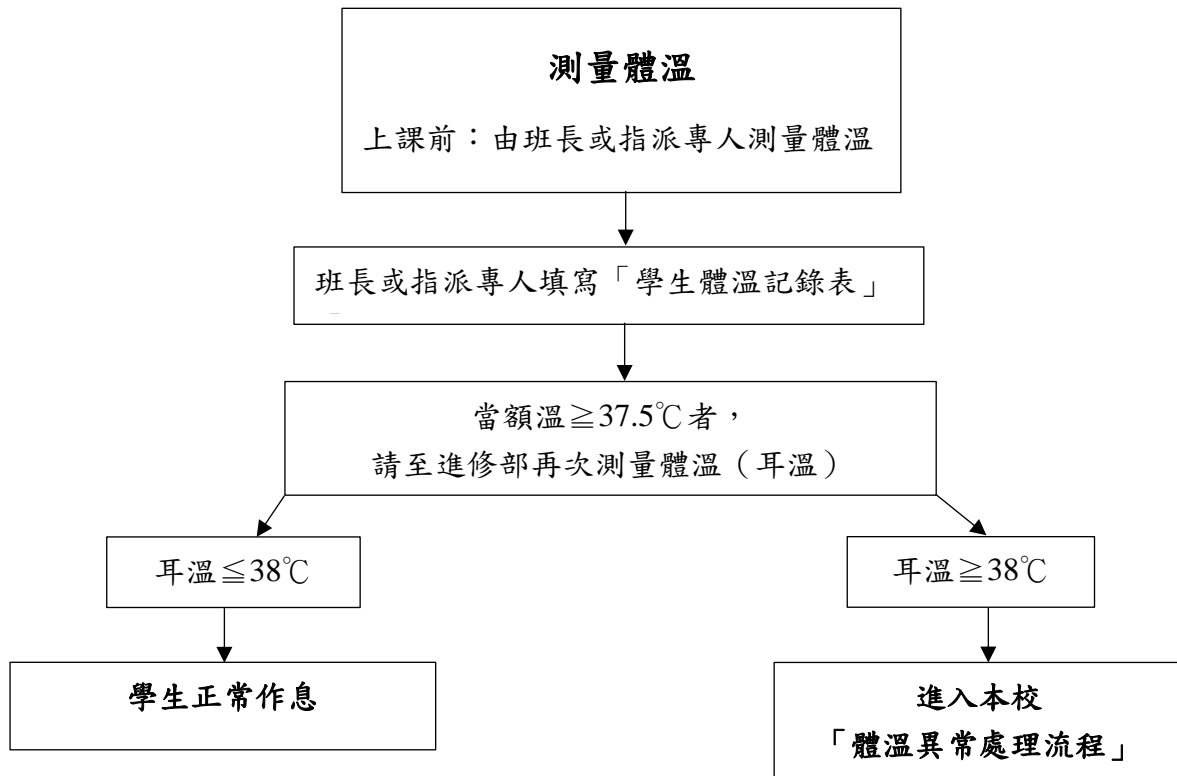 測量體溫
上課前：由班長或指派專人測量體溫
班長或指派專人填寫「學生體溫記錄表」
當額溫≧37.5℃者，
請至進修部再次測量體溫（耳溫）
耳溫≦38℃
耳溫≧38℃
學生正常作息
進入本校
「體溫異常處理流程」